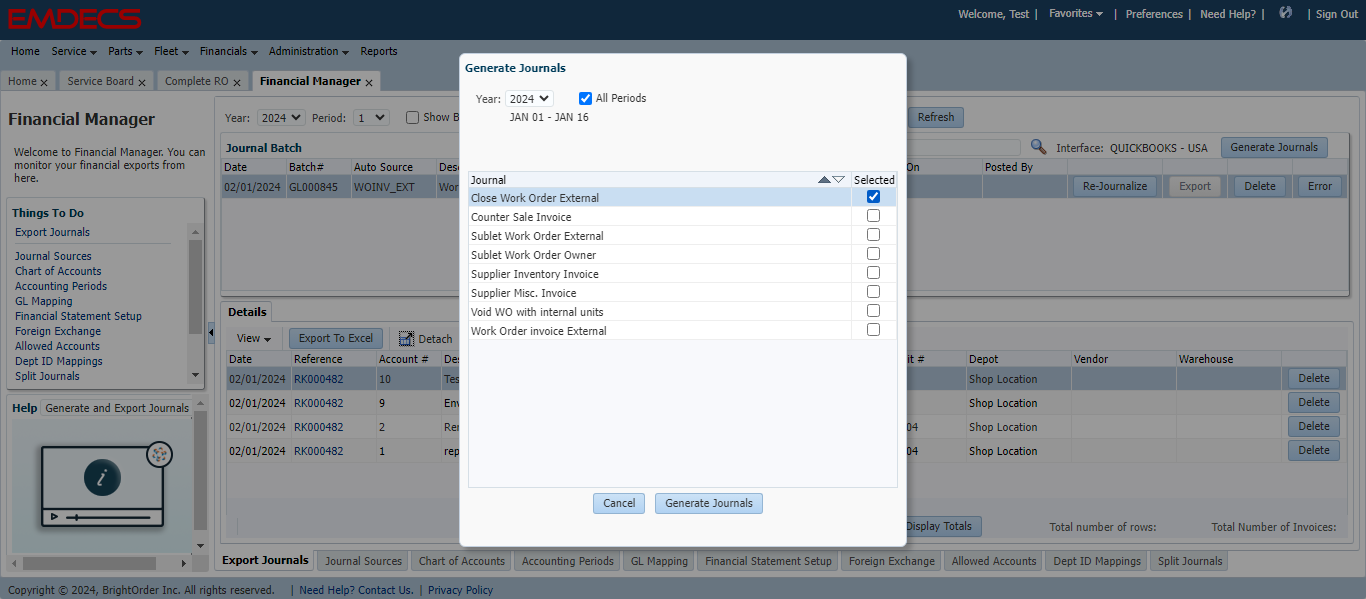 EMDECS
Welcome, Test | Favorites | Preferences | Need Help? | | Sign Out
Home Service Parts Fleet Financials Administration Reports
Home x Service Board x Complete RO x Financial Manager x
Financial Manager
Welcome to Financial Manager. You can
monitor your financial exports from
here.
Things To Do
Export Journals
Journal Sources
Chart of Accounts
Accounting Periods
GL Mapping
Financial Statement Setup
Foreign Exchange
Allowed Accounts
Dept ID Mappings
Split Journals
Help Generate and Export Journals
i
Year: 2024 Period: 1 Show Refresh
Journal Batch Interface: QUICKBOOKS - USA Generate Journals
Date Batch# Auto Source On Posted By
02/01/2024 GL000845 WOINV_EXT Re-Journalize Export Delete Error
Details
View Export To Excel Detach
Date Reference Account # # Depot Vendor Warehouse
02/01/2024 RK000482 10 Shop Location Delete
02/01/2024 RK000482 9 Shop Location Delete
02/01/2024 RK000482 2 04 Shop Location Delete
02/01/2024 RK000482 1 04 Shop Location Delete
Display Totals Total number of rows: Total Number of Invoices:
Generate Journals
Year: 2024 All Periods
JAN 01 - JAN 16
Journal Selected
Close Work Order External
Counter Sale Invoice
Sublet Work Order External
Sublet Work Order Owner
Supplier Inventory Invoice
Supplier Misc. Invoice
Void WO with internal units
Work Order invoice External
Cancel Generate Journals
Export Journals Journal Sources Chart of Accounts Accounting Periods GL Mapping Financial Statement Setup Foreign Exchange Allowed Accounts Dept ID Mappings Split Journals
Copyright © 2024, BrightOrder Inc. All rights reserved. | Need Help? Contact Us. | Privacy Policy